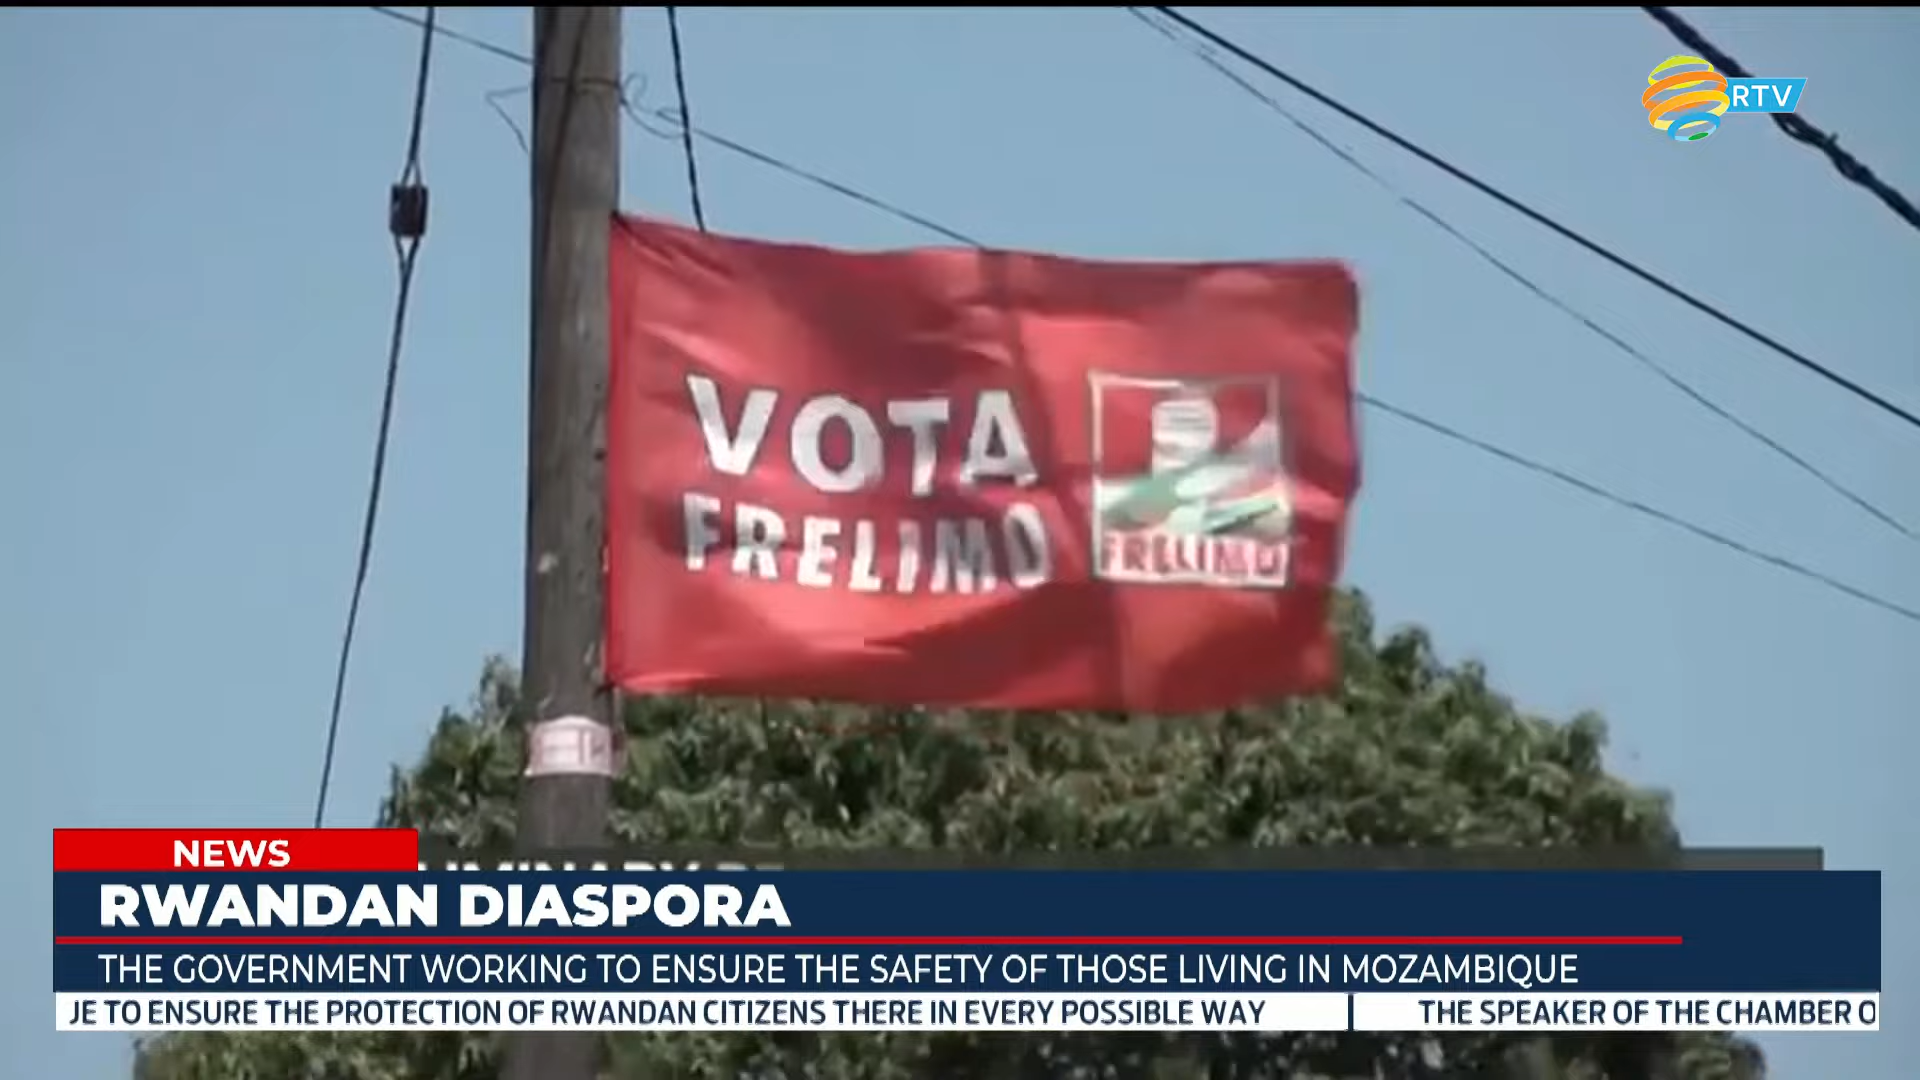 RTV
VOTA
FRELIMO
FRELIMO
NEWS
RWANDAN DIASPORA
THE GOVERNMENT WORKING TO ENSURE THE SAFETY OF THOSE LIVING IN MOZAMBIQUE
JE TO ENSURE THE PROTECTION OF RWANDAN CITIZENS THERE IN EVERY POSSIBLE WAY THE SPEAKER OF THE CHAMBER O